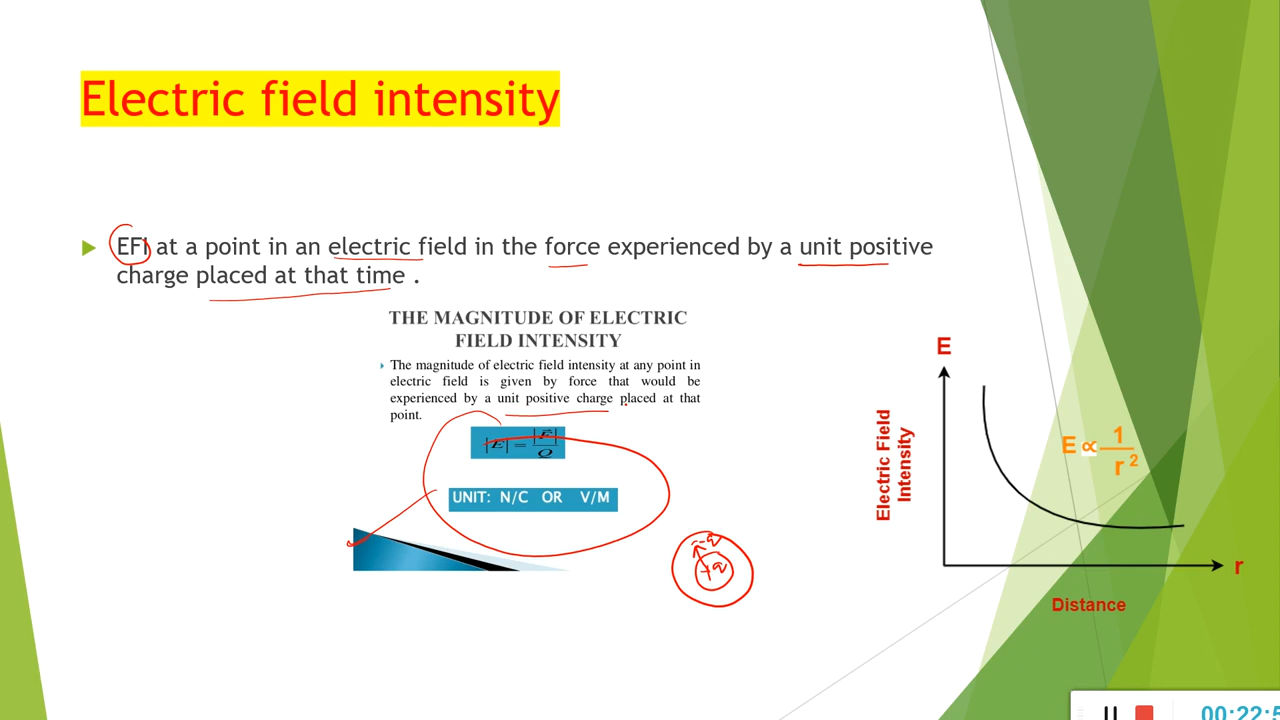 Electric field intensity
EFI at a point in an electric field in the force experienced by a unit positive
charge placed at that time .
THE MAGNITUDE OF ELECTRIC
FIELD INTENSITY
The magnitude of electric field intensity at any point in
electric field is given by force that would be
experienced by a unit positive charge placed at that
point.
|E| = |F| / Q
UNIT: N/C OR V/M
-q
+q
E
Electric Field
Intensity
E ∝ 1/r²
r
Distance